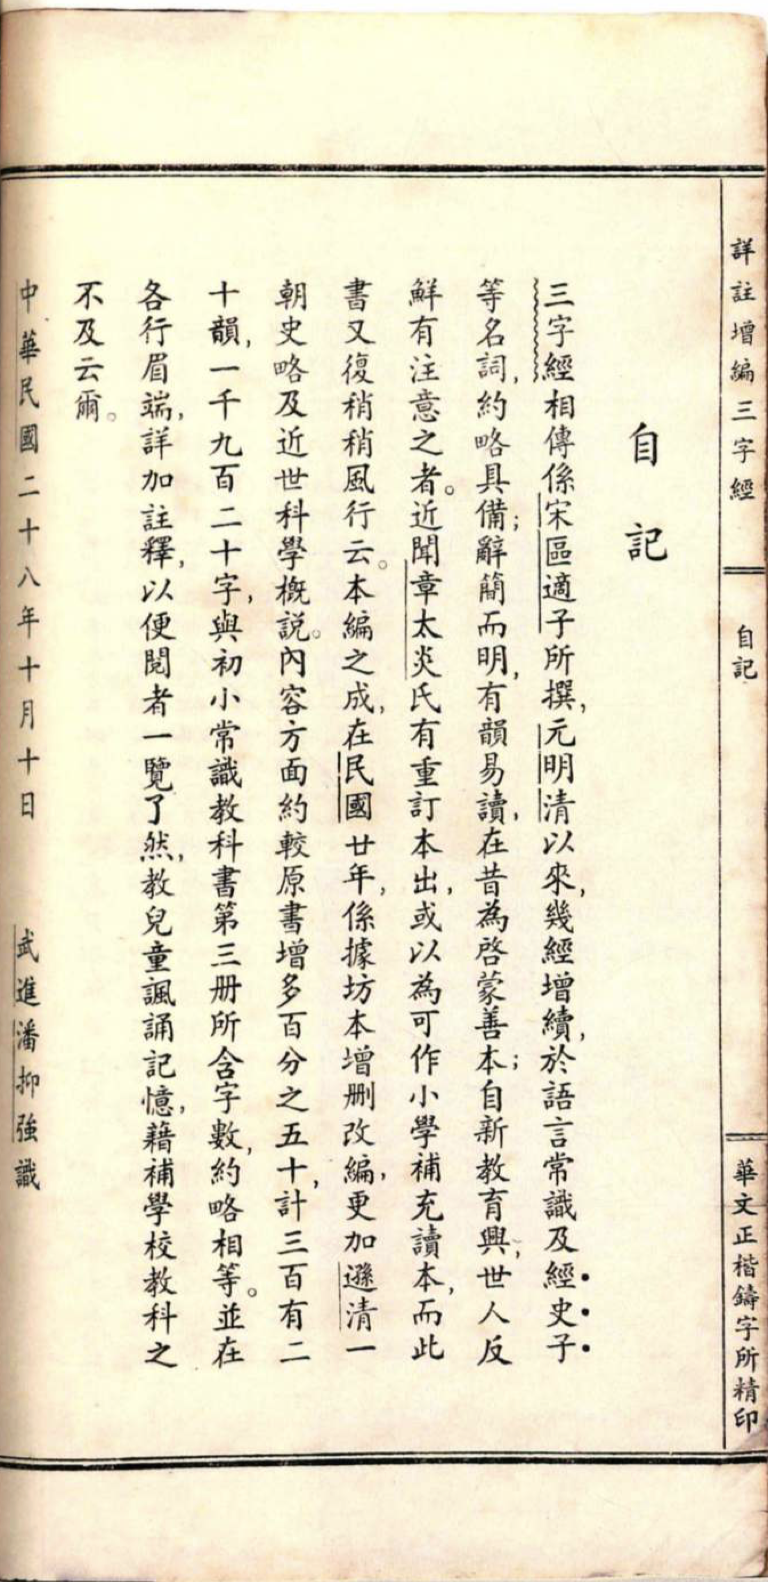 詳註增編三字經
自記
華文正楷鑄字所精印
自記
三字經相傳係宋區適子所撰,元明清以來,幾經增續,於語言常識及經史子
等名詞,約略具備;辭簡而明,有韻易讀,在昔為啓蒙善本;自新教育興,世人反
鮮有注意之者。近聞章太炎氏有重訂本出,或以為可作小學補充讀本,而此
書又復稍稍風行云。本編之成,在民國廿年,係據坊本增刪改編,更加遜清一
朝史略及近世科學概説。內容方面約較原書增多百分之五十,計三百有二
十韻,一千九百二十字,與初小常識教科書第三册所含字數,約略相等。並在
各行眉端,詳加註釋,以便閱者一覽了然,教兒童諷誦記憶,藉補學校教科之
不及云爾。
中華民國二十八年十月十日 武進潘抑強識